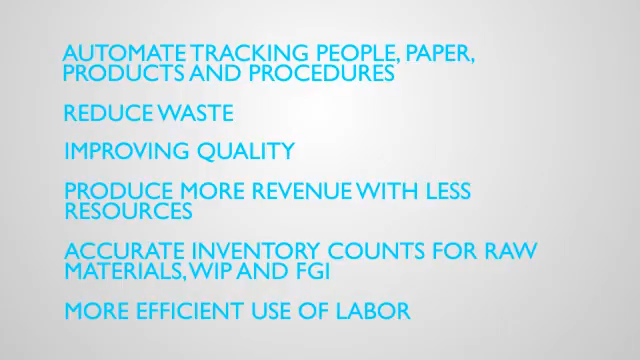 AUTOMATE TRACKING PEOPLE, PAPER,
PRODUCTS AND PROCEDURES
REDUCE WASTE
IMPROVING QUALITY
PRODUCE MORE REVENUE WITH LESS
RESOURCES
ACCURATE INVENTORY COUNTS FOR RAW
MATERIALS, WIP AND FGI
MORE EFFICIENT USE OF LABOR